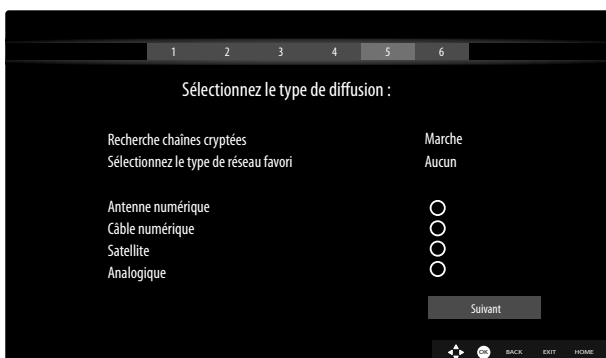 1 2 3 4 5 6
Sélectionnez le type de diffusion :
Recherche chaînes cryptées Marche
Sélectionnez le type de réseau favori Aucun
Antenne numérique
Câble numérique
Satellite
Analogique
Suivant
OK BACK EXIT HOME